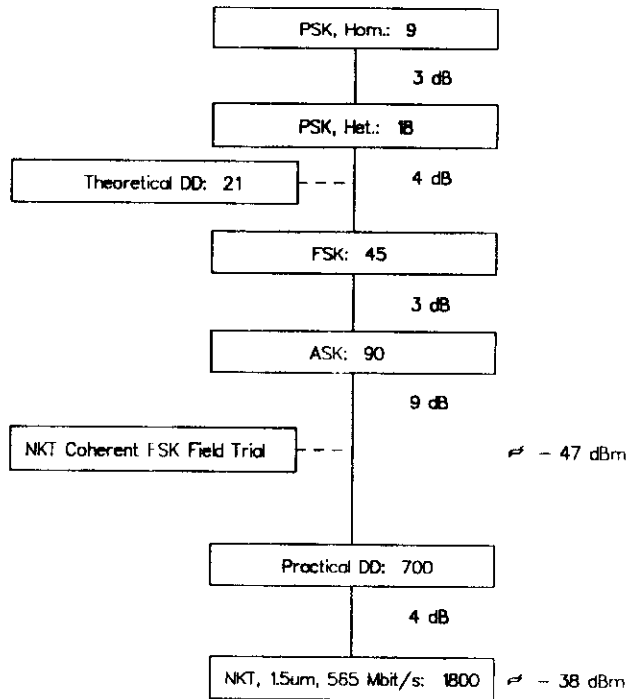 PSK, Hom.: 9
3 dB
PSK, Het.: 18
Theoretical DD: 21
4 dB
FSK: 45
3 dB
ASK: 90
9 dB
NKT Coherent FSK Field Trial
~ - 47 dBm
Practical DD: 700
4 dB
NKT, 1.5um, 565 Mbit/s: 1800
~ - 38 dBm